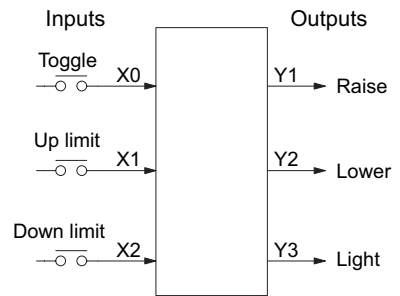 Inputs
Outputs
Toggle
X0
Y1
Raise
Up limit
X1
Y2
Lower
Down limit
X2
Y3
Light